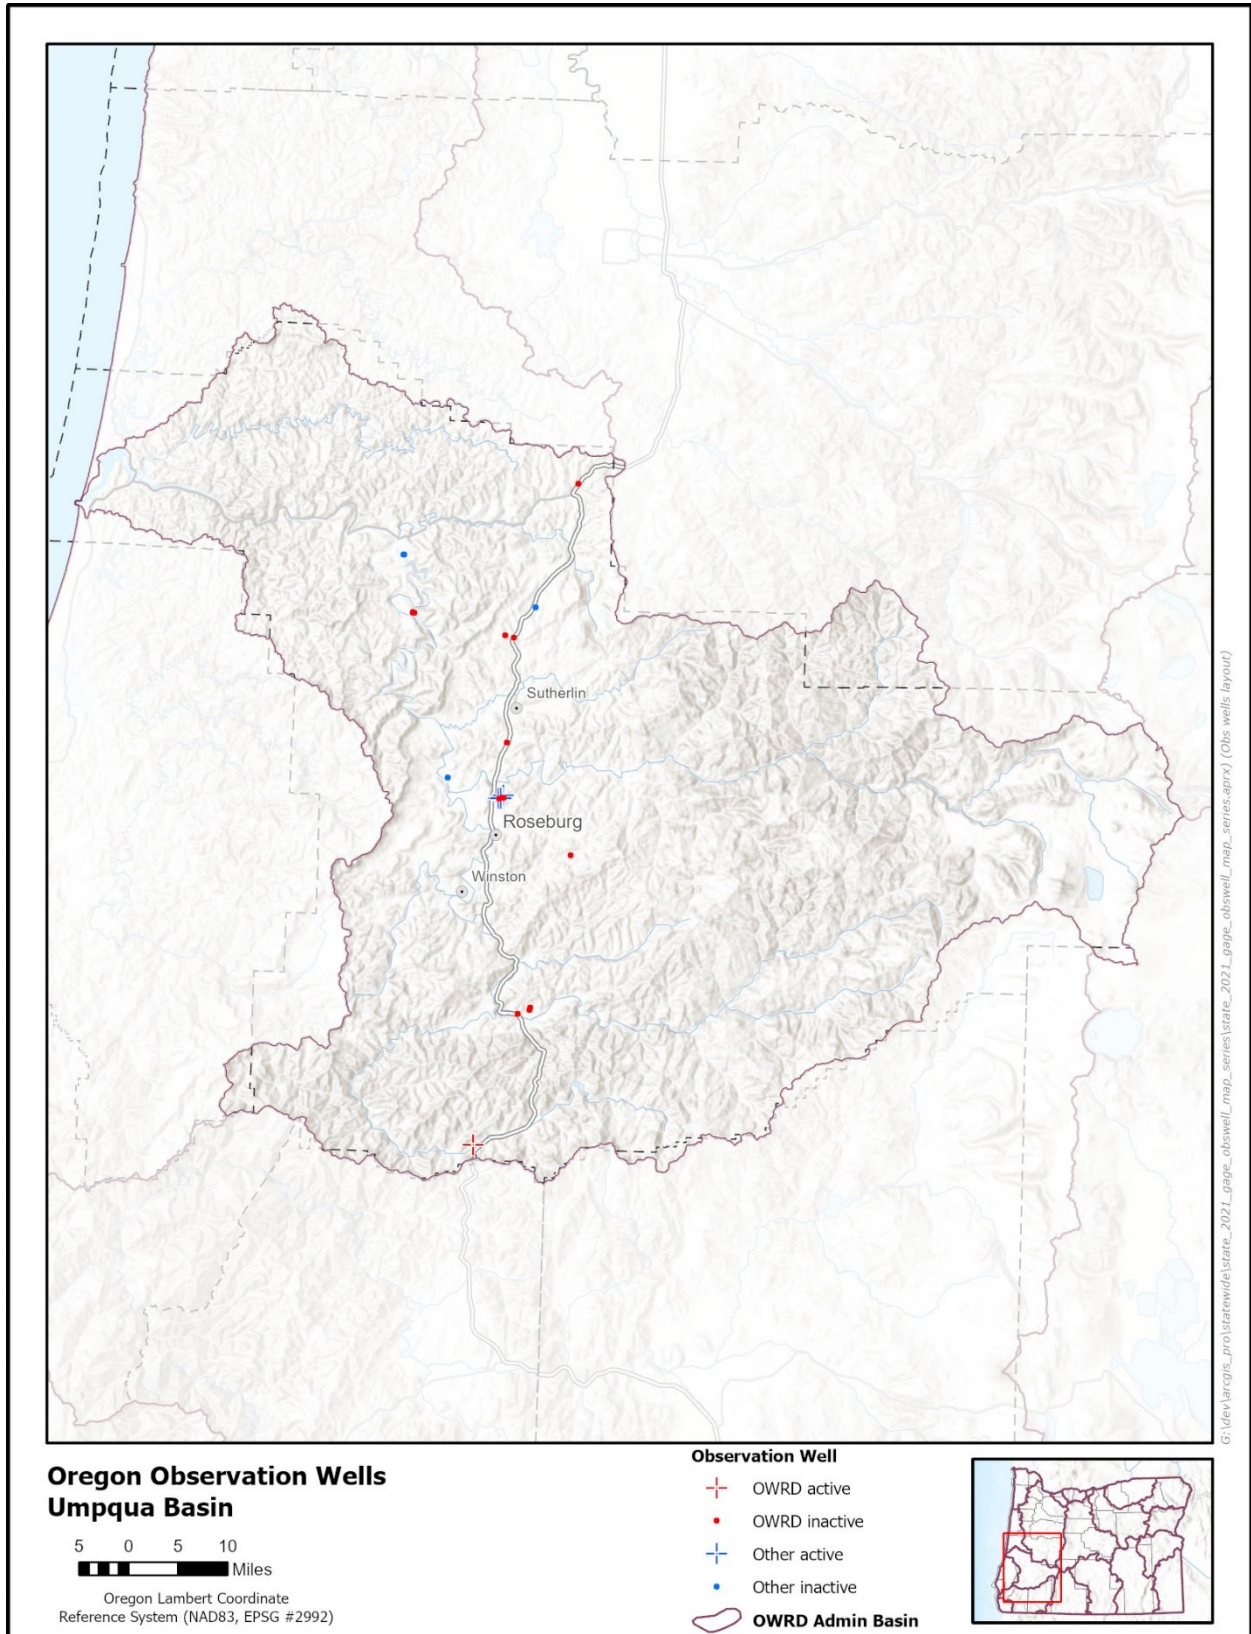 Sutherlin
Roseburg
Winston
G:\dev\arcgis_pro\statewide\state_2021_gage_obswell_map_series\state_2021_gage_obswell_map_series.aprx) (Obs wells layout)
Oregon Observation Wells
Umpqua Basin
5 0 5 10
Miles
Oregon Lambert Coordinate
Reference System (NAD83, EPSG #2992)
Observation Well
OWRD active
OWRD inactive
Other active
Other inactive
OWRD Admin Basin